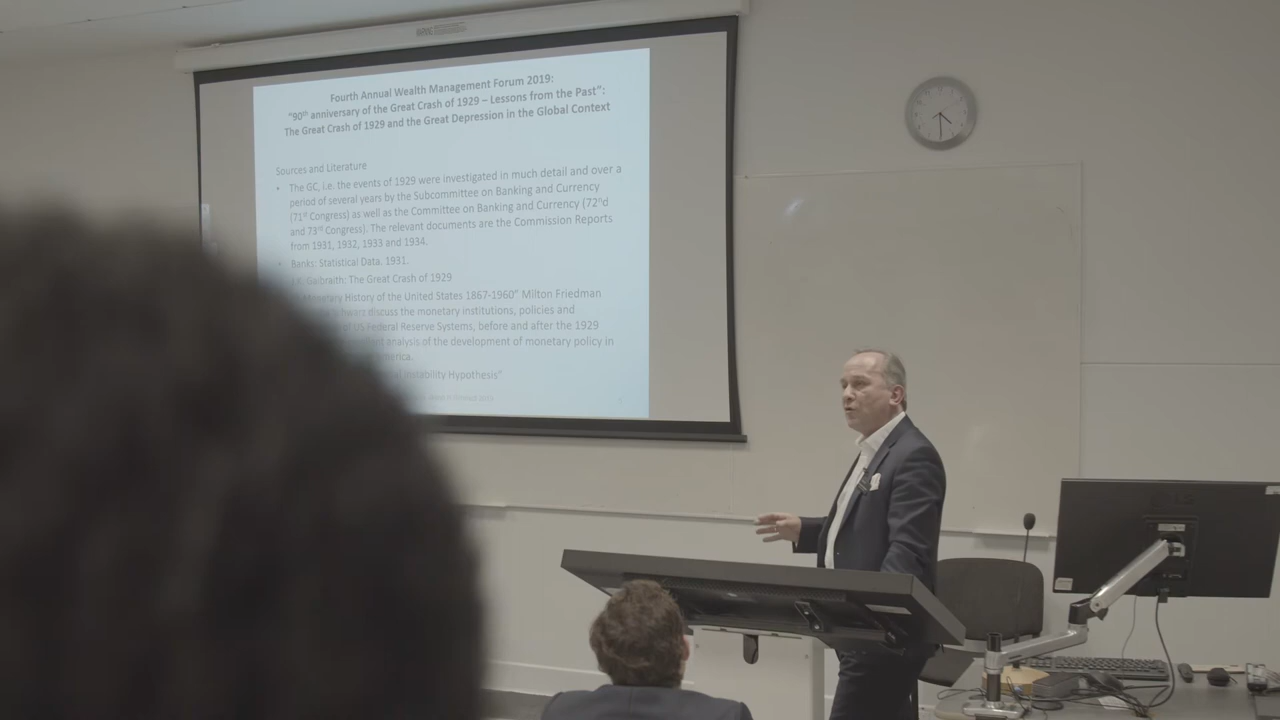 Fourth Annual Wealth Management Forum 2019:
"90th anniversary of the Great Crash of 1929 – Lessons from the Past":
The Great Crash of 1929 and the Great Depression in the Global Context
Sources and Literature
• The GC, i.e. the events of 1929 were investigated in much detail and over a
period of several years by the Subcommittee on Banking and Currency
(71st Congress) as well as the Committee on Banking and Currency (72nd
and 73rd Congress). The relevant documents are the Commission Reports
from 1931, 1932, 1933 and 1934.
• Banks: Statistical Data. 1931.
Galbraith: The Great Crash of 1929
Monetary History of the United States 1867-1960" Milton Friedman
discuss the monetary institutions, policies and
of US Federal Reserve Systems, before and after the 1929
analysis of the development of monetary policy in
Instability Hypothesis"